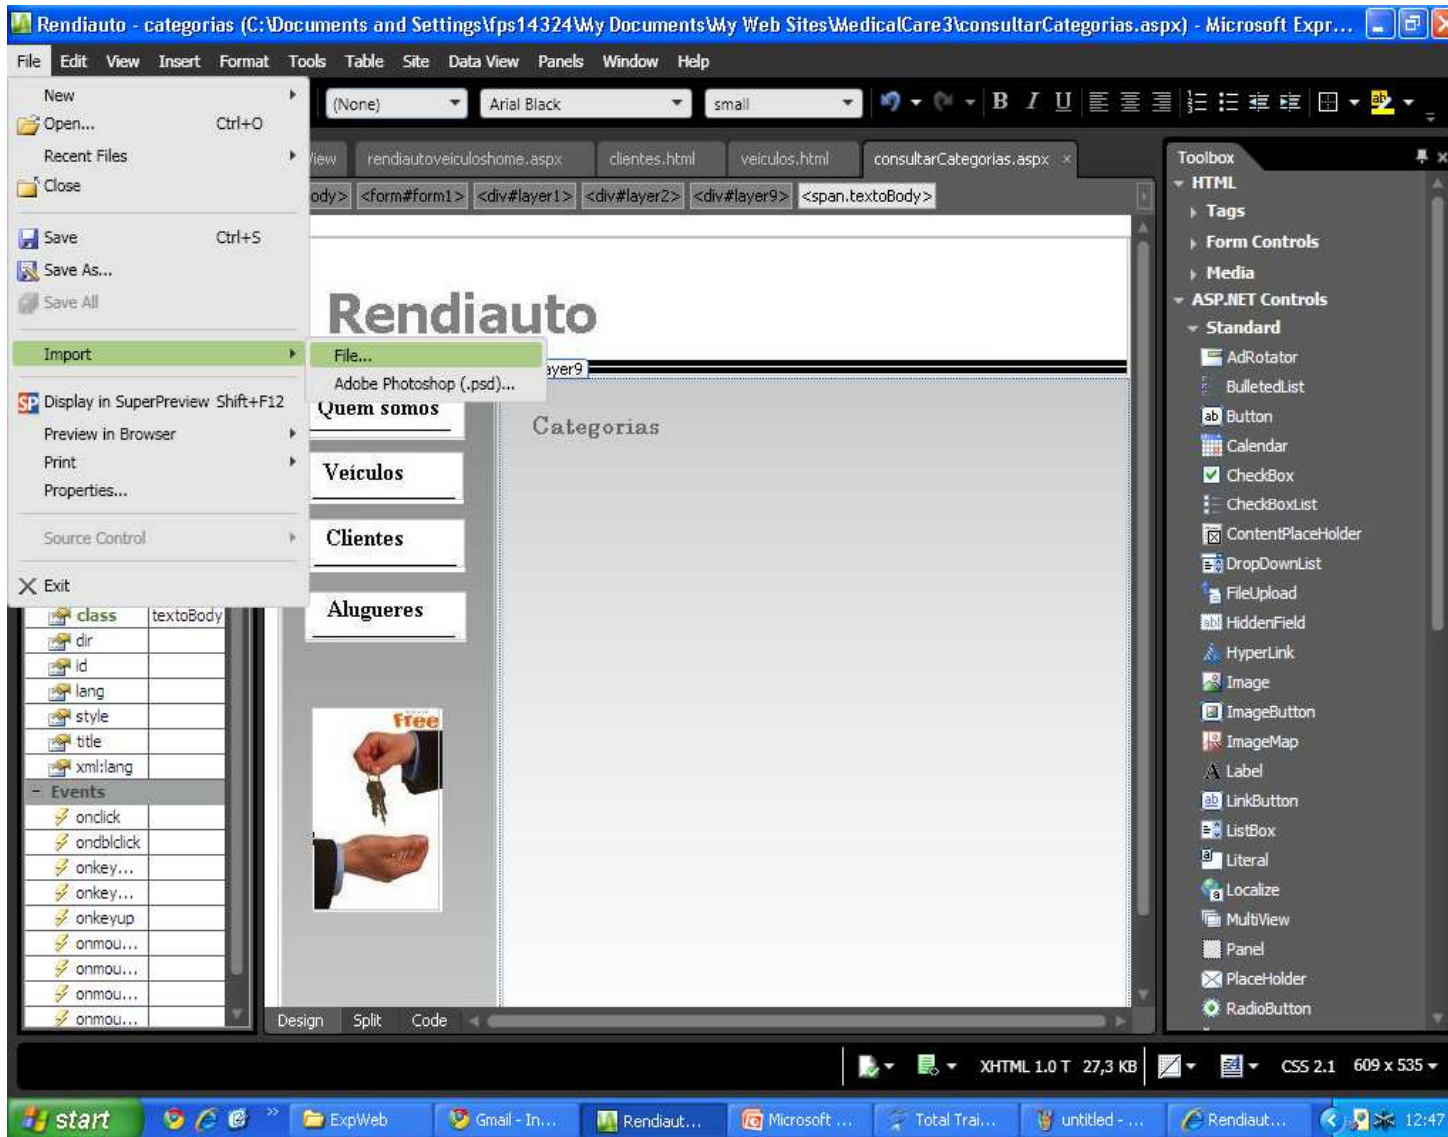 Rendiauto - categorias (C:\Documents and Settings\fps14324\My Documents\My Web Sites\MedicalCare3\consultarCategorias.aspx) - Microsoft Expr...
File Edit View Insert Format Tools Table Site Data View Panels Window Help
(None) Arial Black small B I U
New
Open... Ctrl+O
Recent Files
Close
Save Ctrl+S
Save As...
Save All
Import
File...
Adobe Photoshop (.psd)...
Display in SuperPreview Shift+F12
Preview in Browser
Print
Properties...
Source Control
Exit
rendiautoveiculoshome.aspx clientes.html veiculos.html consultarCategorias.aspx
<form#form1> <div#layer1> <div#layer2> <div#layer9> <span.textoBody>
Rendiauto
Quem somos
Veículos
Clientes
Alugueres
Categorias
Free
class textoBody
dir
id
lang
style
title
xml:lang
Events
onclick
ondblclick
onkey...
onkey...
onkeyup
onmou...
onmou...
onmou...
onmou...
Design Split Code
Toolbox
HTML
Tags
Form Controls
Media
ASP.NET Controls
Standard
AdRotator
BulletedList
Button
Calendar
CheckBox
CheckBoxList
ContentPlaceHolder
DropDownList
FileUpload
HiddenField
HyperLink
Image
ImageButton
ImageMap
Label
LinkButton
ListBox
Literal
Localize
MultiView
Panel
PlaceHolder
RadioButton
XHTML 1.0 T 27,3 KB CSS 2.1 609 x 535
start ExpWeb Gmail - In... Rendiaut... Microsoft ... Total Trai... untitled - ... Rendiaut... 12:47